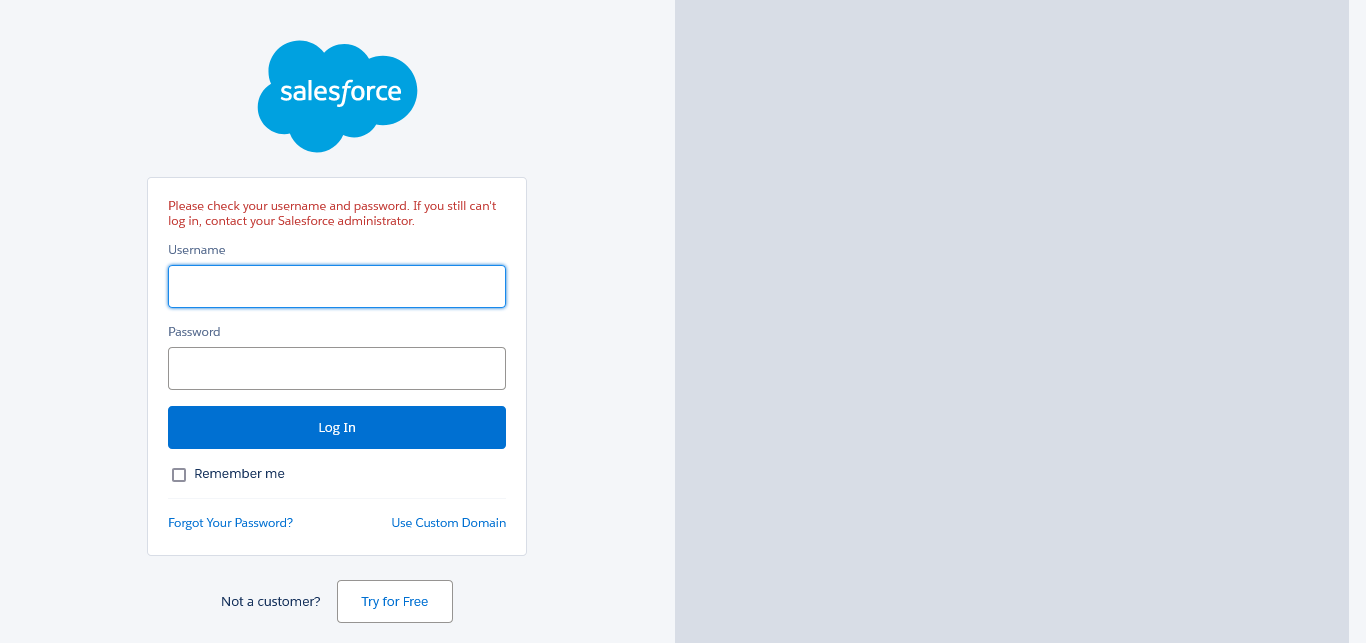 salesforce
Please check your username and password. If you still can't
log in, contact your Salesforce administrator.
Username
Password
Log In
Remember me
Forgot Your Password?
Use Custom Domain
Not a customer?
Try for Free